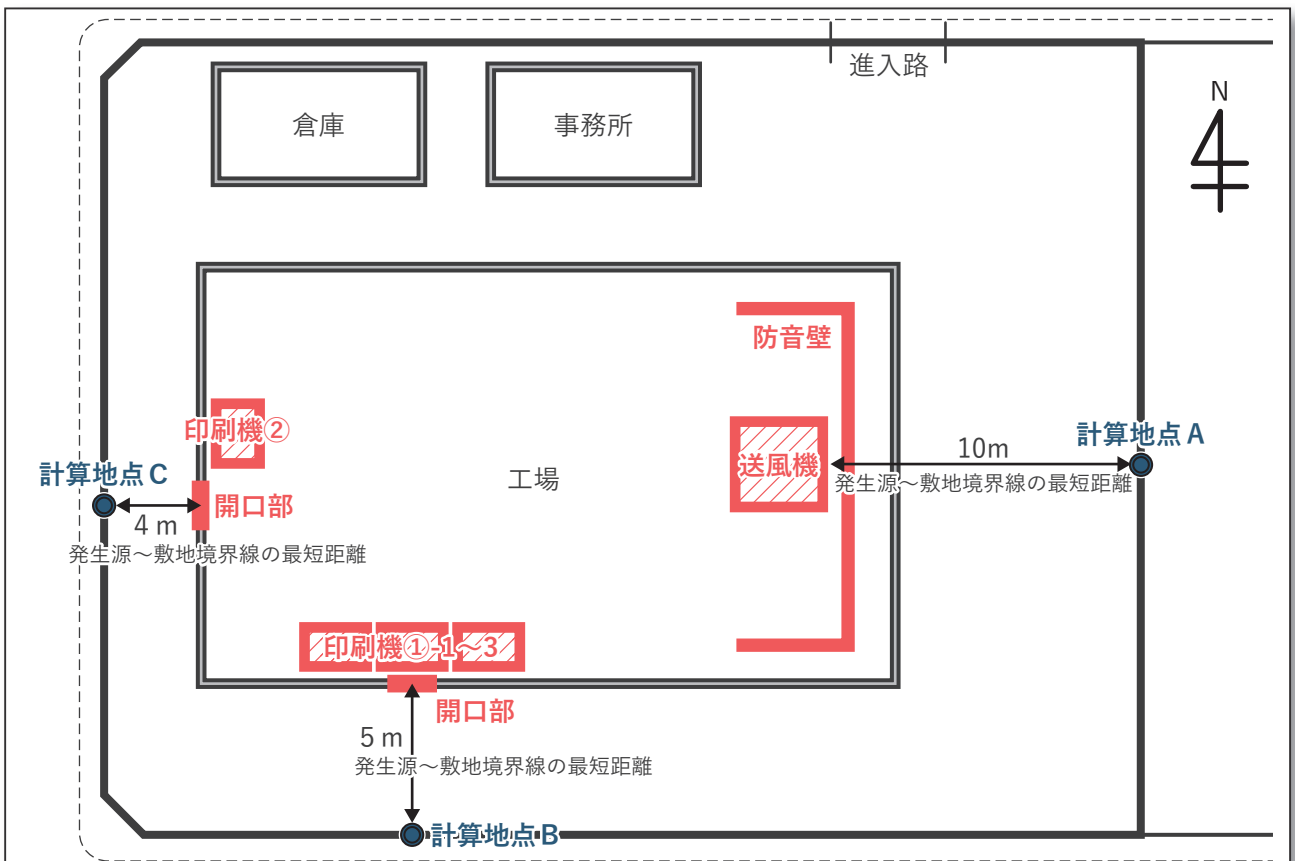 進入路
倉庫
事務所
N
防音壁
印刷機②
計算地点C
4 m
発生源～敷地境界線の最短距離
開口部
工場
送風機
10m
発生源～敷地境界線の最短距離
計算地点A
印刷機①-1～3
開口部
5 m
発生源～敷地境界線の最短距離
計算地点B